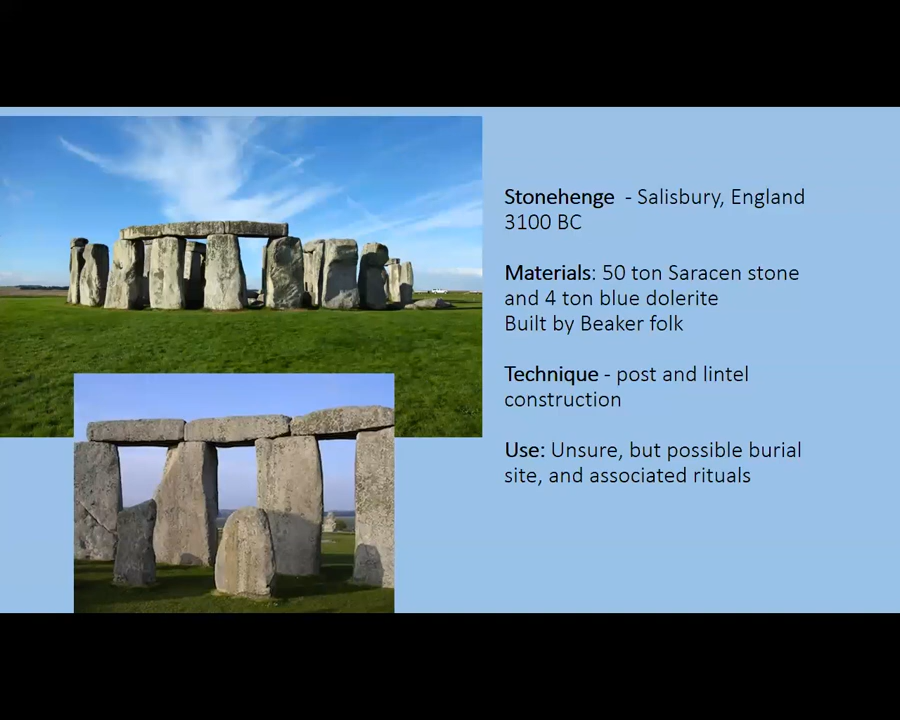 Stonehenge - Salisbury, England
3100 BC
Materials: 50 ton Saracen stone
and 4 ton blue dolerite
Built by Beaker folk
Technique - post and lintel
construction
Use: Unsure, but possible burial
site, and associated rituals